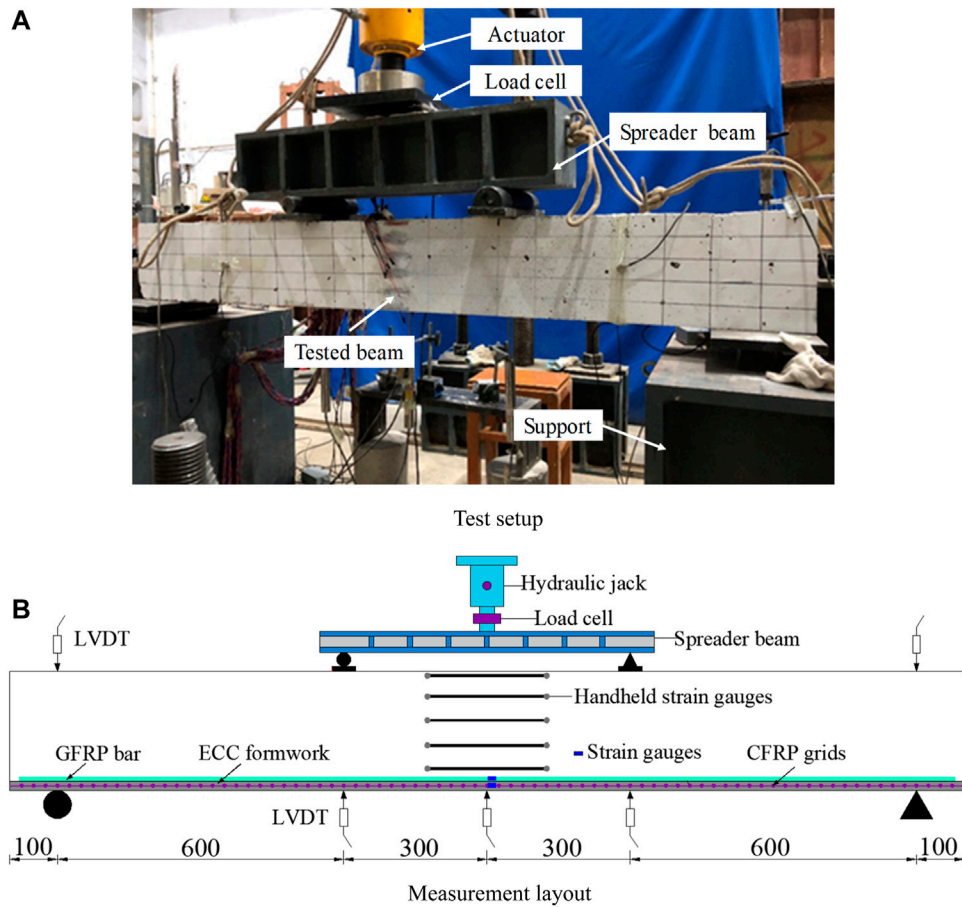 A
Actuator
Load cell
Spreader beam
Tested beam
Support
Test setup
B
Hydraulic jack
Load cell
LVDT
Spreader beam
Handheld strain gauges
GFRP bar
ECC formwork
Strain gauges
CFRP grids
LVDT
100
600
300
300
600
100
Measurement layout